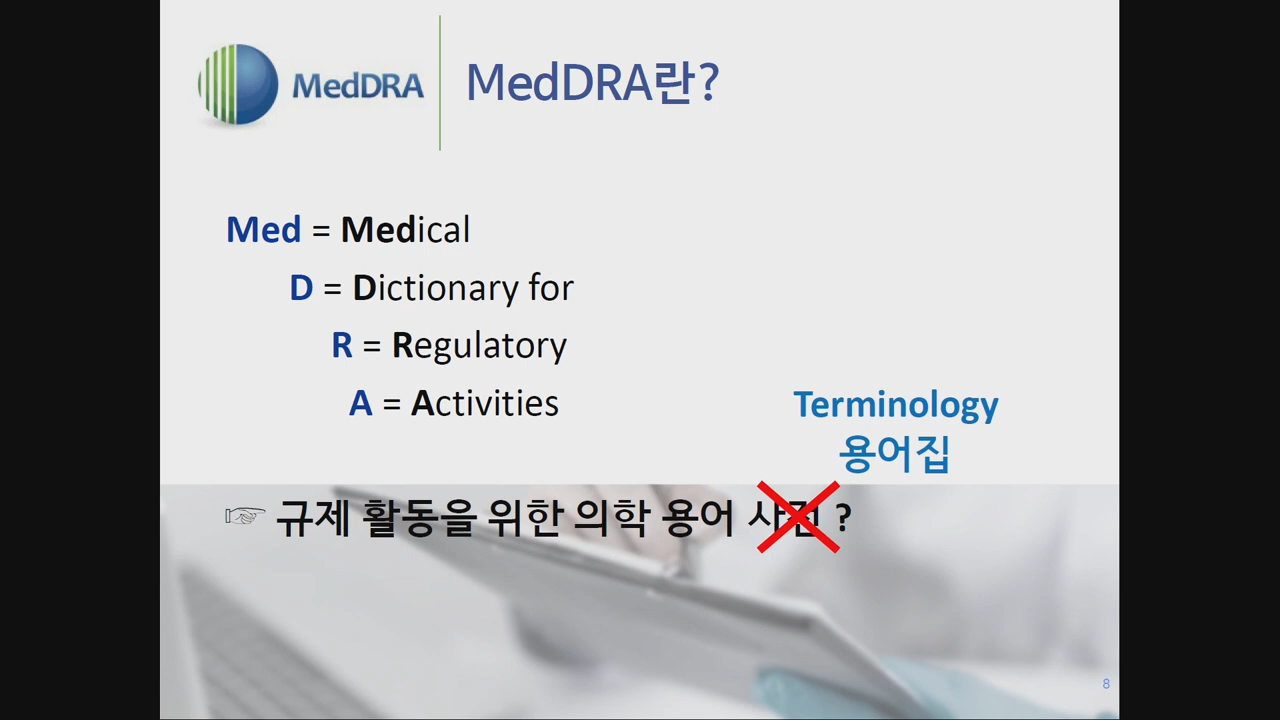 MedDRA
MedDRA란?
Med = Medical
D = Dictionary for
R = Regulatory
A = Activities
Terminology
용어집
☞ 규제 활동을 위한 의학 용어 사전 ?
8